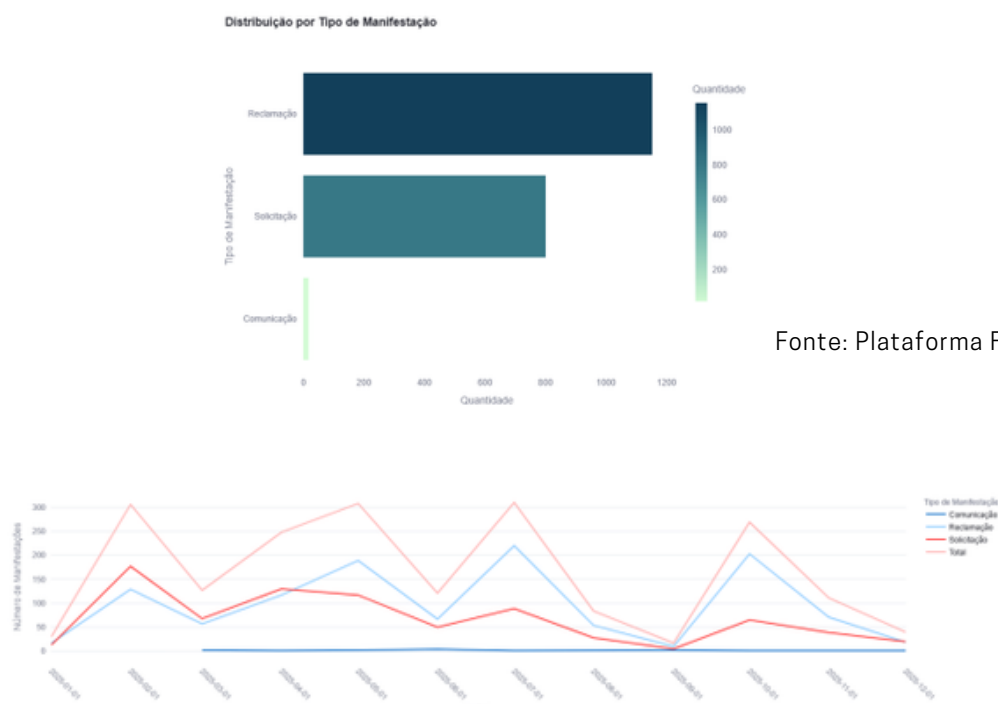 Distribuição por Tipo de Manifestação
Quantidade
1000
800
600
400
200
Tipo de Manifestação
Reclamação
Solicitação
Comunicação
0 200 400 600 800 1000 1200
Quantidade
Fonte: Plataforma F
Número de Manifestações
300
250
200
150
100
50
0
2025-01-01 2025-02-01 2025-03-01 2025-04-01 2025-05-01 2025-06-01 2025-07-01 2025-08-01 2025-09-01 2025-10-01 2025-11-01 2025-12-01
Tipo de Manifestação
Comunicação
Reclamação
Solicitação
Total